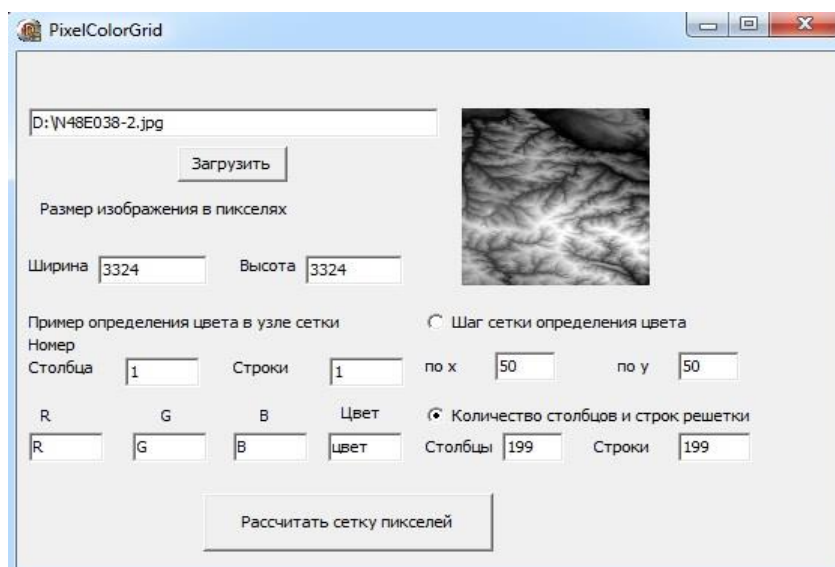 PixelColorGrid
D:\N48E038-2.jpg
Загрузить
Размер изображения в пикселях
Ширина 3324 Высота 3324
Пример определения цвета в узле сетки
Шаг сетки определения цвета
Номер
Столбца 1 Строки 1 по x 50 по y 50
R G B Цвет
Количество столбцов и строк решетки
R G B цвет Столбцы 199 Строки 199
Рассчитать сетку пикселей